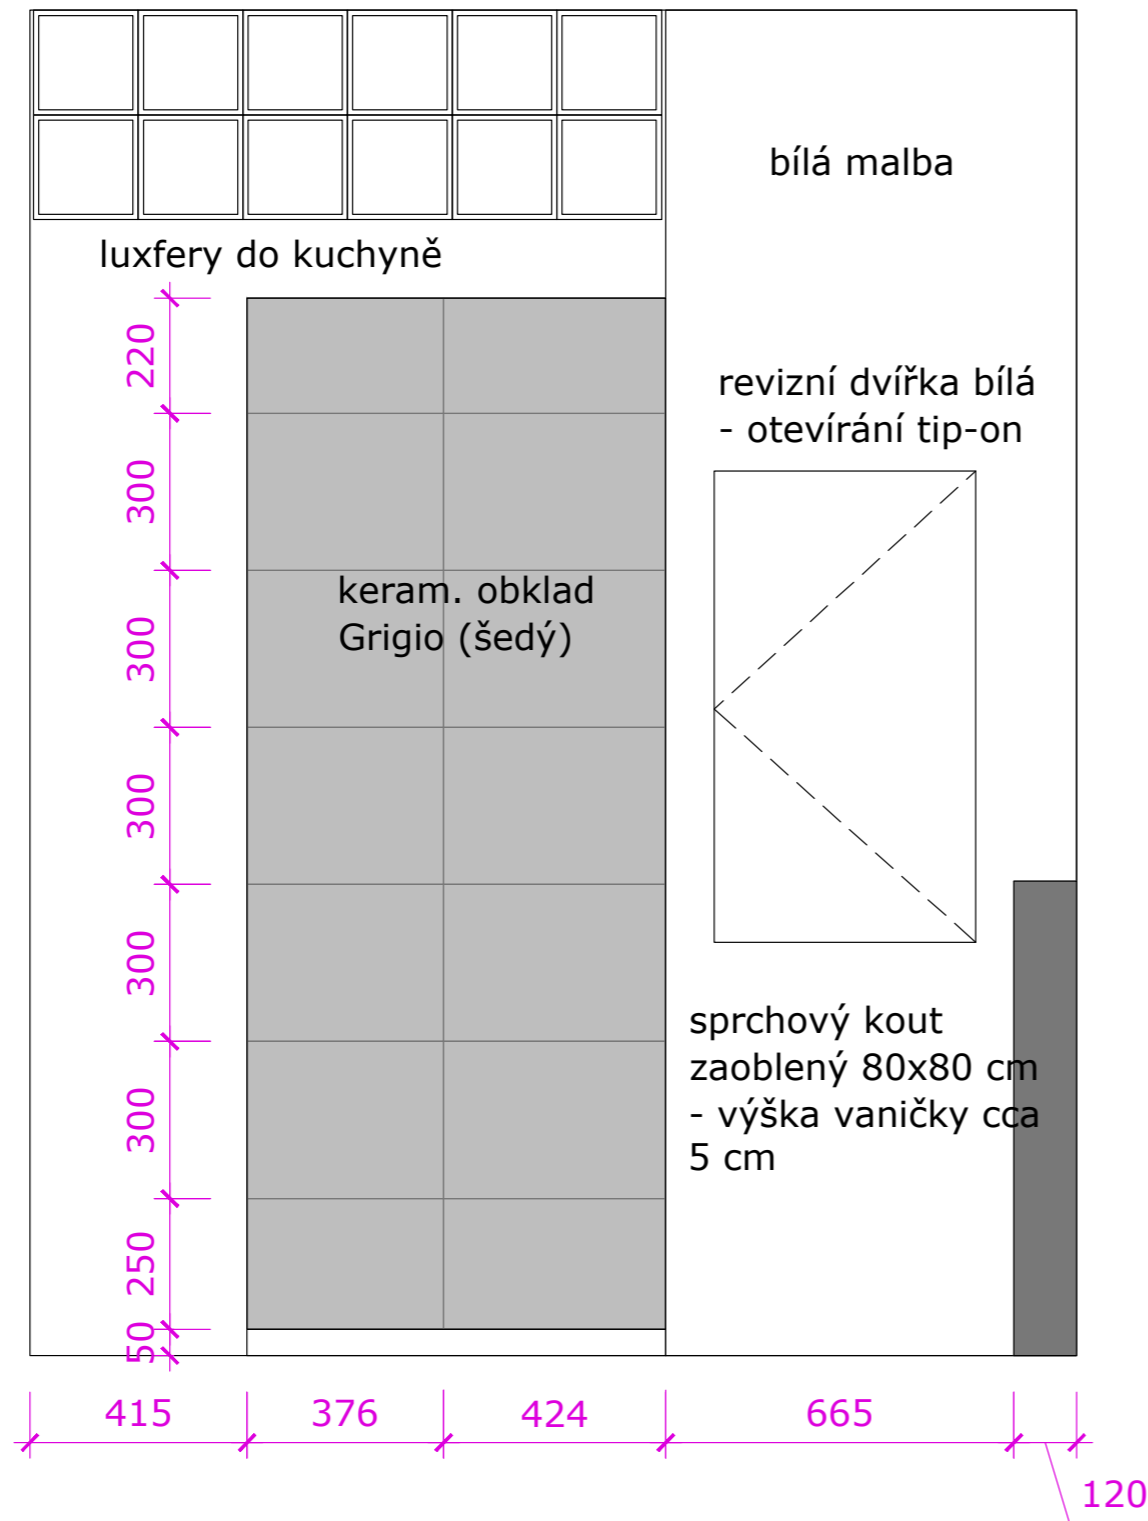 bílá malba
luxfery do kuchyně
220
300
300
300
300
300
250
50
revizní dvířka bílá
- otevírání tip-on
keram. obklad
Grigio (šedý)
sprchový kout
zaoblený 80x80 cm
- výška vaničky cca
5 cm
415
376
424
665
120